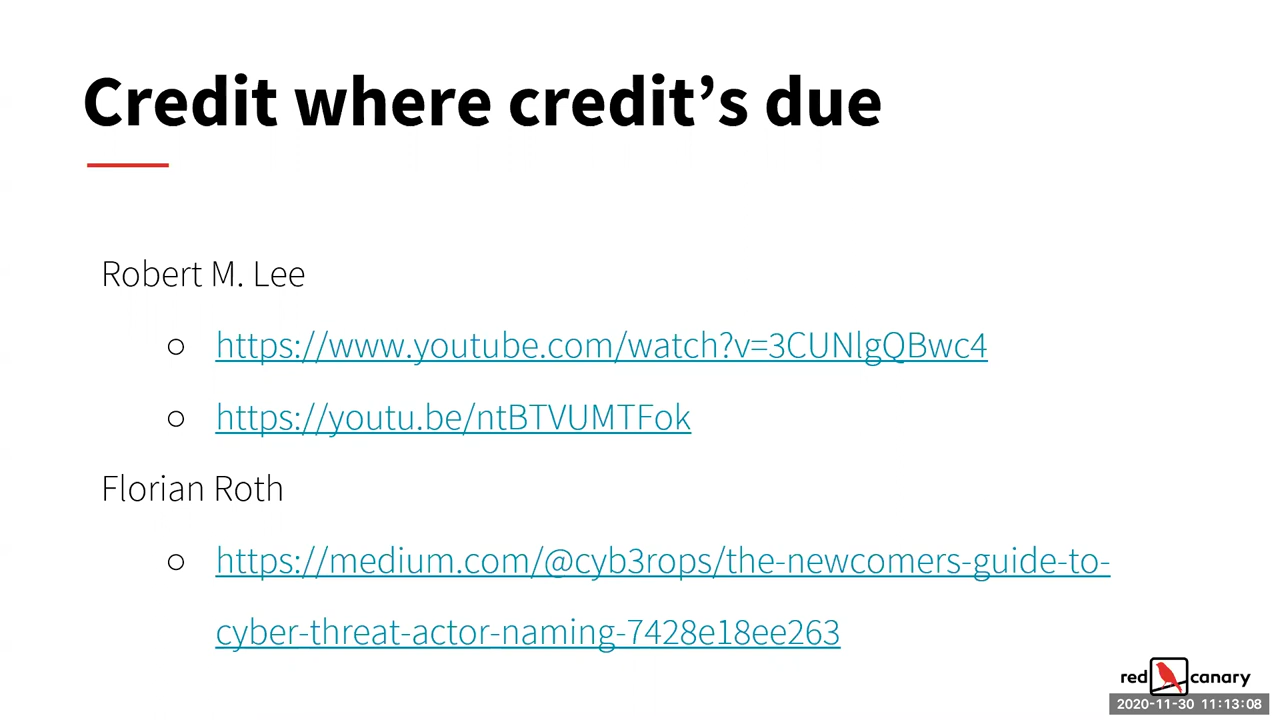 Credit where credit’s due
Robert M. Lee
○ https://www.youtube.com/watch?v=3CUNlgQBwc4
○ https://youtu.be/ntBTVUMTFok
Florian Roth
○ https://medium.com/@cyb3rops/the-newcomers-guide-to-
cyber-threat-actor-naming-7428e18ee263
red canary
2020-11-30 11:13:08